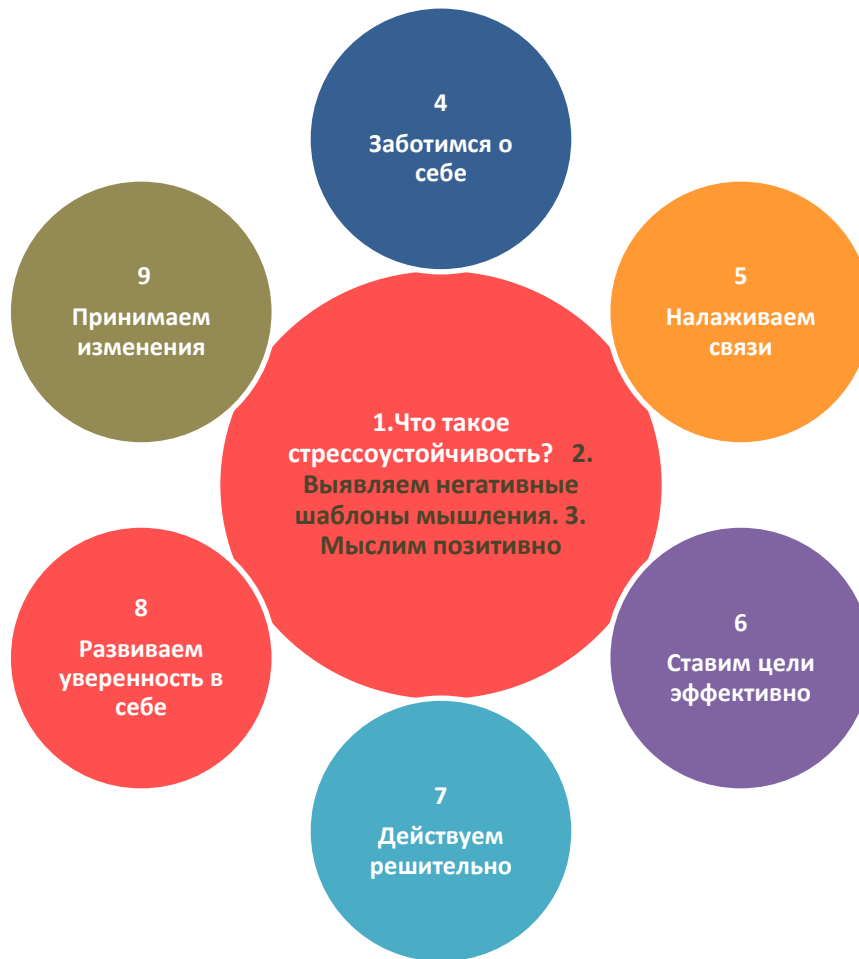 1.Что такое
стрессоустойчивость? 2.
Выявляем негативные
шаблоны мышления. 3.
Мыслим позитивно
4
Заботимся о
себе
5
Налаживаем
связи
6
Ставим цели
эффективно
7
Действуем
решительно
8
Развиваем
уверенность в
себе
9
Принимаем
изменения